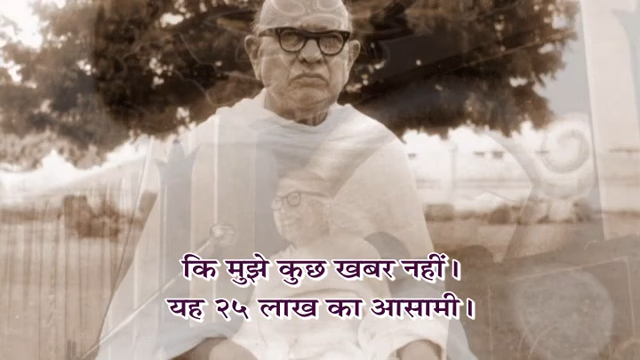 कि मुझे कुछ खबर नहीं।
यह २५ लाख का आसामी।